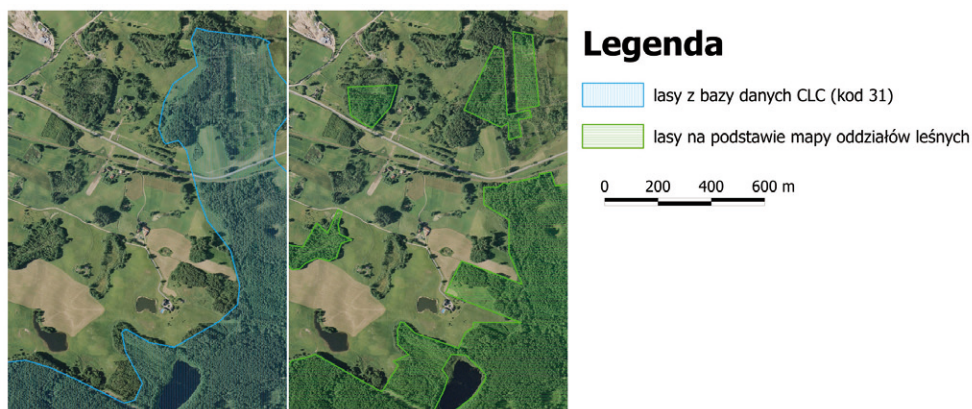 Legenda
lasy z bazy danych CLC (kod 31)
lasy na podstawie mapy oddziałów leśnych
0 200 400 600 m